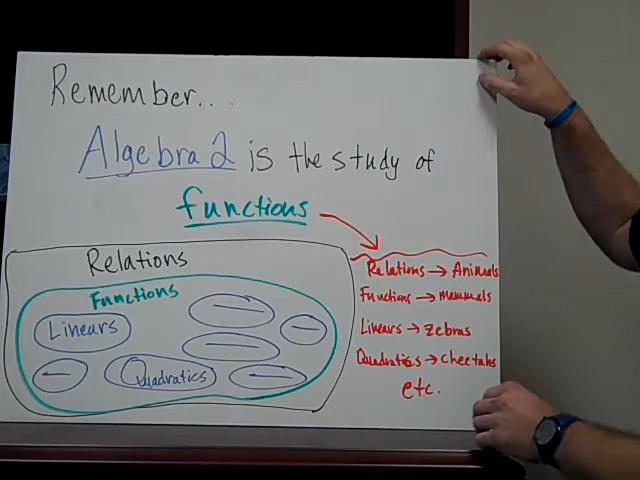 Remember...
Algebra 2 is the study of
functions
Relations
Functions
Linears
Quadratics
Relations → Animals
Functions → mammals
Linears → zebras
Quadratics → cheetahs
etc.